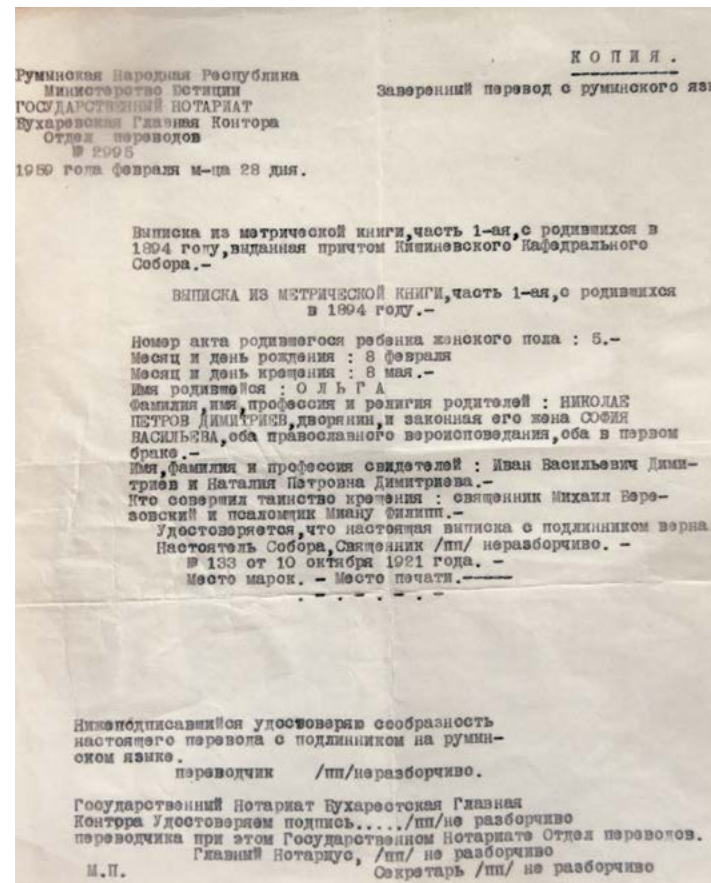 КОПИЯ.
Румынская Народная Республика
Министерство Юстиции
Заверенный перевод с румынского язы
ГОСУДАРСТВЕННЫЙ НОТАРИАТ
Бухаревская Главная Контора
Отдел переводов
№ 2995
1959 года февраля м-ца 28 дня.
Выписка из метрической книги,часть 1-ая,о родившихся в
1894 году,выданная причтом Кишиневского Кафедрального
Собора.-
ВЫПИСКА ИЗ МЕТРИЧЕСКОЙ КНИГИ,часть 1-ая,о родившихся
в 1894 году.-
Номер акта родившегося ребенка женского пола : 5.-
Месяц и день рождения : 8 февраля
Месяц и день крещения : 8 мая.-
Имя родившейся : ОЛЬГА
Фамилия,имя,профессия и религия родителей : НИКОЛАЕ
ПЕТРОВ ДИМИТРИЕВ,дворянин,и законная его жена СОФИЯ
ВАСИЛЬЕВА,оба православного вероисповедания,оба в первом
браке.-
Имя,фамилия и профессия свидетелей : Иван Васильевич Дими-
триев и Наталия Петровна Димитриева.-
Кто совершил таинство крещения : священник Михаил Бере-
зовский и псаломщик Миану Филипп.-
Удостоверяется,что настоящая выписка с подлинником верна
Настоятель Собора,Священник /пп/ неразборчиво. -
№ 133 от 10 октября 1921 года. -
Место марок. - Место печати.-----
.-.-.-.-
Нижеподписавшийся удостоверяю сообразность
настоящего перевода с подлинником на румын-
ском языке.
переводчик /пп/неразборчиво.
Государственный Нотариат Бухарестская Главная
Контора Удостоверяем подпись...../пп/не разборчиво
переводчика при этом Государственном Нотариате Отдел переводов.
Главный Нотариус, /пп/ не разборчиво
М.П. Секретарь /пп/ не разборчиво